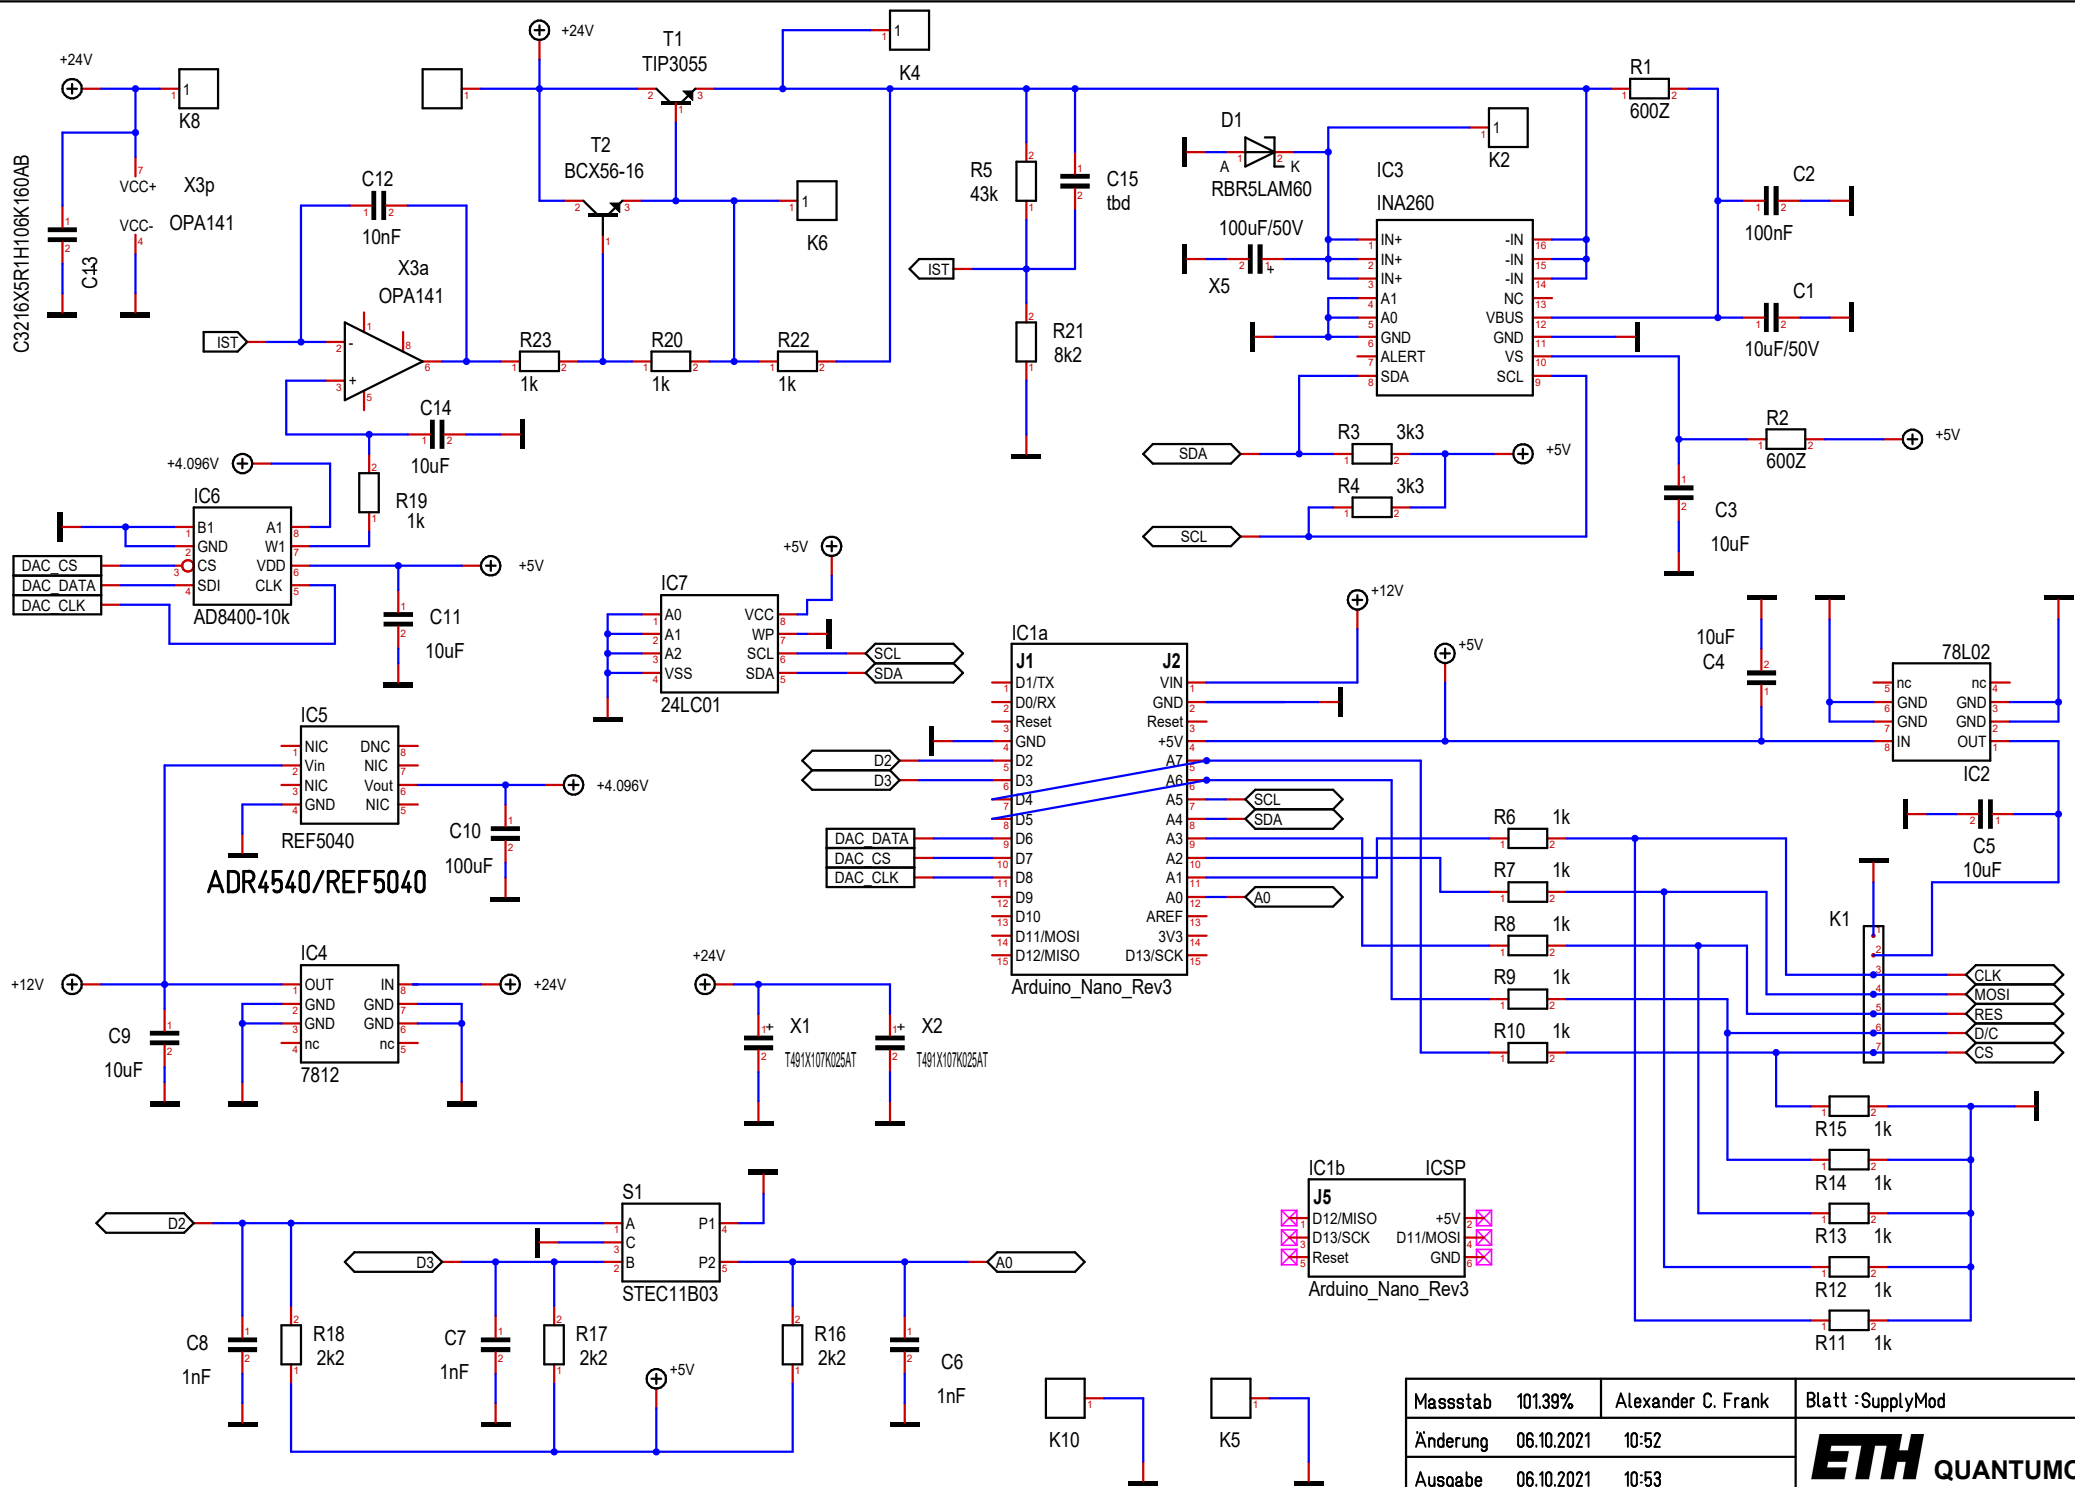 +24V
1
K8
C3216X5R1H106K160AB
VCC+
VCC-
X3p
OPA141
C13
+24V
T1
TIP3055
1
K4
T2
BCX56-16
1
K6
C12
10nF
X3a
OPA141
IST
R23
1k
R20
1k
R22
1k
C14
10uF
R19
1k
+4.096V
IC6
B1
GND
CS
SDI
A1
W1
VDD
CLK
AD8400-10k
DAC_CS
DAC_DATA
DAC_CLK
+5V
C11
10uF
R5
43k
C15
tbd
IST
R21
8k2
D1
A
K
RBR5LAM60
1
K2
100uF/50V
X5
IC3
INA260
IN+
IN+
IN+
A1
A0
GND
ALERT
SDA
-IN
-IN
-IN
NC
VBUS
GND
VS
SCL
R1
600Z
C2
100nF
C1
10uF/50V
SDA
R3 3k3
R4 3k3
+5V
SCL
R2
600Z
+5V
C3
10uF
IC7
A0
A1
A2
VSS
VCC
WP
SCL
SDA
24LC01
+5V
SCL
SDA
IC5
NIC
Vin
NIC
GND
DNC
NIC
Vout
NIC
REF5040
ADR4540/REF5040
+4.096V
C10
100uF
IC4
OUT
GND
GND
nc
IN
GND
GND
nc
7812
+12V
+24V
C9
10uF
+24V
X1
T491X107K025AT
X2
T491X107K025AT
IC1a
J1
J2
D1/TX
D0/RX
Reset
GND
D2
D3
D4
D5
D6
D7
D8
D9
D10
D11/MOSI
D12/MISO
VIN
GND
Reset
+5V
A7
A6
A5
A4
A3
A2
A1
A0
AREF
3V3
D13/SCK
Arduino_Nano_Rev3
D2
D3
DAC_DATA
DAC_CS
DAC_CLK
+12V
+5V
SCL
SDA
A0
10uF
C4
78L02
nc
GND
GND
IN
nc
GND
GND
OUT
IC2
C5
10uF
R6 1k
R7 1k
R8 1k
R9 1k
R10 1k
K1
CLK
MOSI
RES
D/C
CS
R15 1k
R14 1k
R13 1k
R12 1k
R11 1k
IC1b
ICSP
J5
D12/MISO
D13/SCK
Reset
+5V
D11/MOSI
GND
Arduino_Nano_Rev3
D2
D3
S1
A
C
B
P1
P2
STEC11B03
A0
C8
1nF
R18
2k2
C7
1nF
R17
2k2
+5V
R16
2k2
C6
1nF
K10
K5
Massstab 101.39% Alexander C. Frank Blatt : SupplyMod
Änderung 06.10.2021 10:52
Ausgabe 06.10.2021 10:53
ETH QUANTUMO